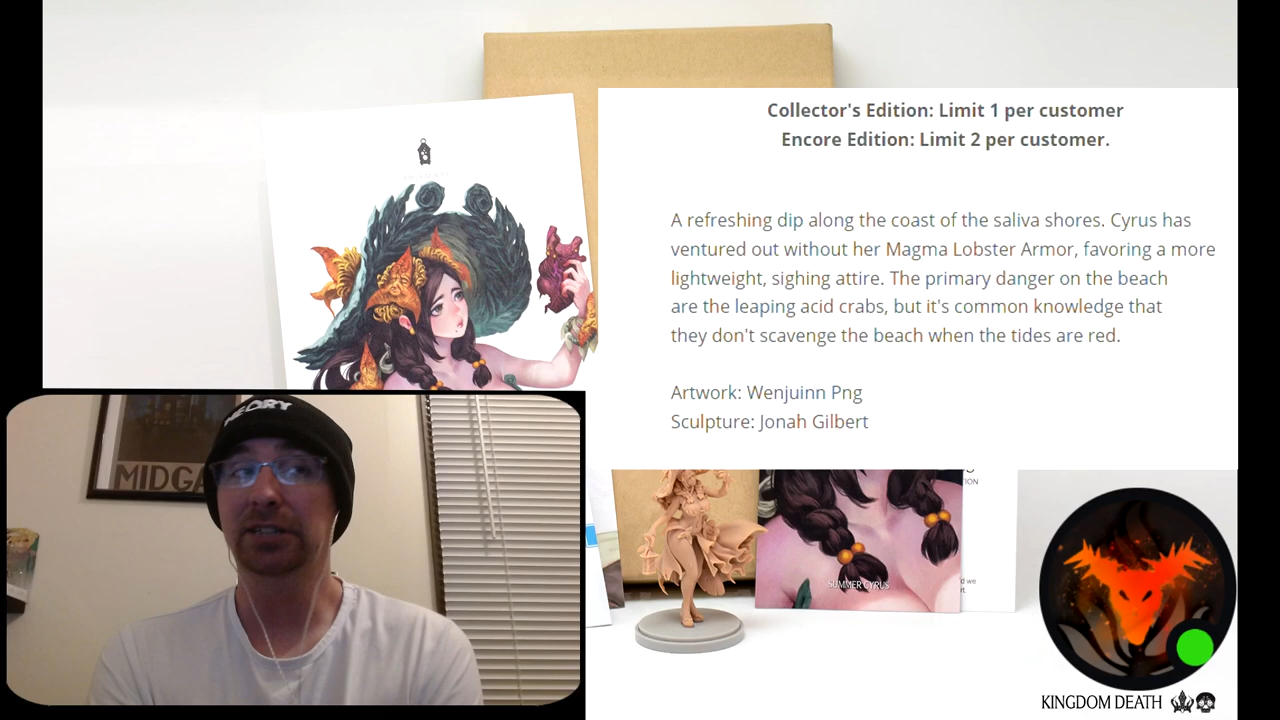 Collector's Edition: Limit 1 per customer
Encore Edition: Limit 2 per customer.
A refreshing dip along the coast of the saliva shores. Cyrus has
ventured out without her Magma Lobster Armor, favoring a more
lightweight, sighing attire. The primary danger on the beach
are the leaping acid crabs, but it's common knowledge that
they don't scavenge the beach when the tides are red.
Artwork: Wenjuinn Png
Sculpture: Jonah Gilbert
MIDGA
SUMMER CYRUS
KINGDOM DEATH